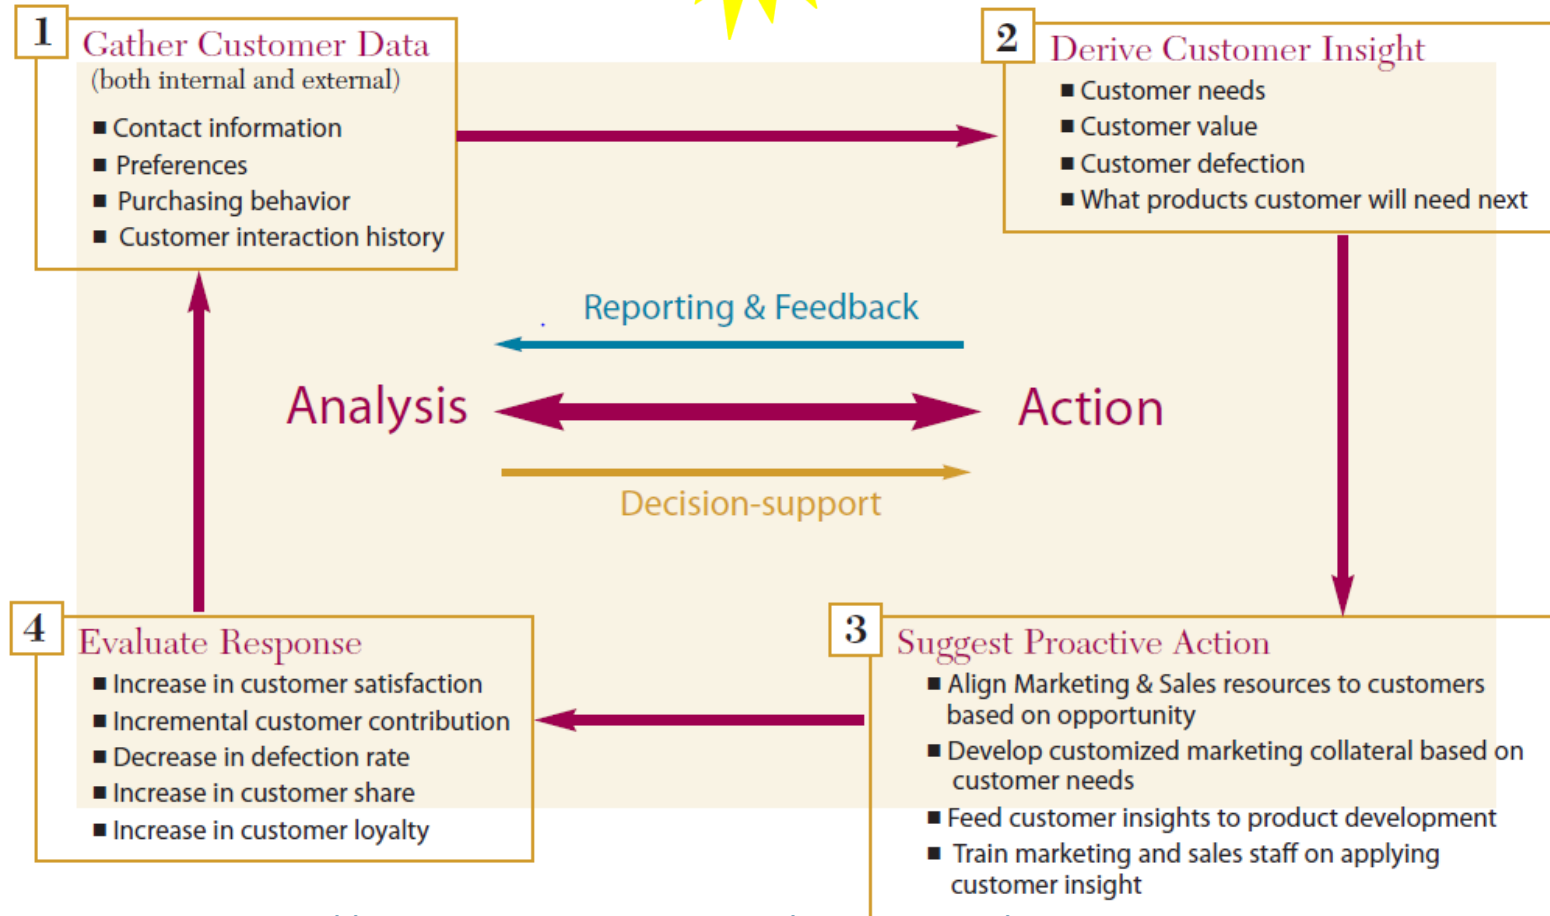 1
Gather Customer Data
(both internal and external)
■ Contact information
■ Preferences
■ Purchasing behavior
■ Customer interaction history
2
Derive Customer Insight
■ Customer needs
■ Customer value
■ Customer defection
■ What products customer will need next
Reporting & Feedback
Analysis
Action
Decision-support
4
Evaluate Response
■ Increase in customer satisfaction
■ Incremental customer contribution
■ Decrease in defection rate
■ Increase in customer share
■ Increase in customer loyalty
3
Suggest Proactive Action
■ Align Marketing & Sales resources to customers
based on opportunity
■ Develop customized marketing collateral based on
customer needs
■ Feed customer insights to product development
■ Train marketing and sales staff on applying
customer insight